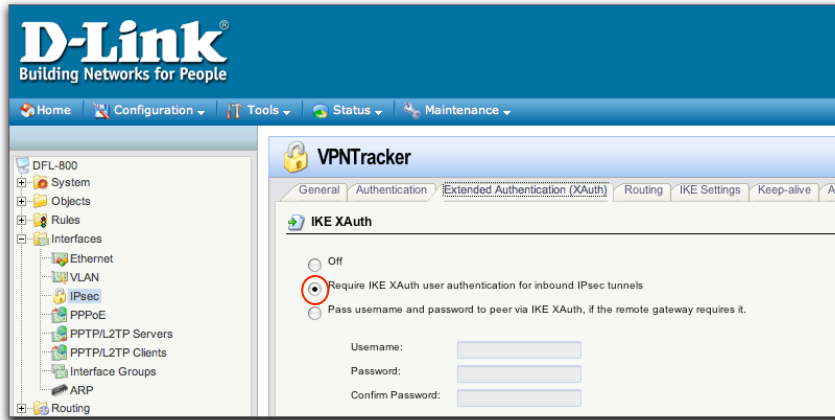 D-Link®
Building Networks for People
Home Configuration Tools Status Maintenance
DFL-800
System
Objects
Rules
Interfaces
Ethernet
VLAN
IPsec
PPPoE
PPTP/L2TP Servers
PPTP/L2TP Clients
Interface Groups
ARP
Routing
VPNTracker
General Authentication Extended Authentication (XAuth) Routing IKE Settings Keep-alive A
IKE XAuth
Off
Require IKE XAuth user authentication for inbound IPsec tunnels
Pass username and password to peer via IKE XAuth, if the remote gateway requires it.
Username:
Password:
Confirm Password: